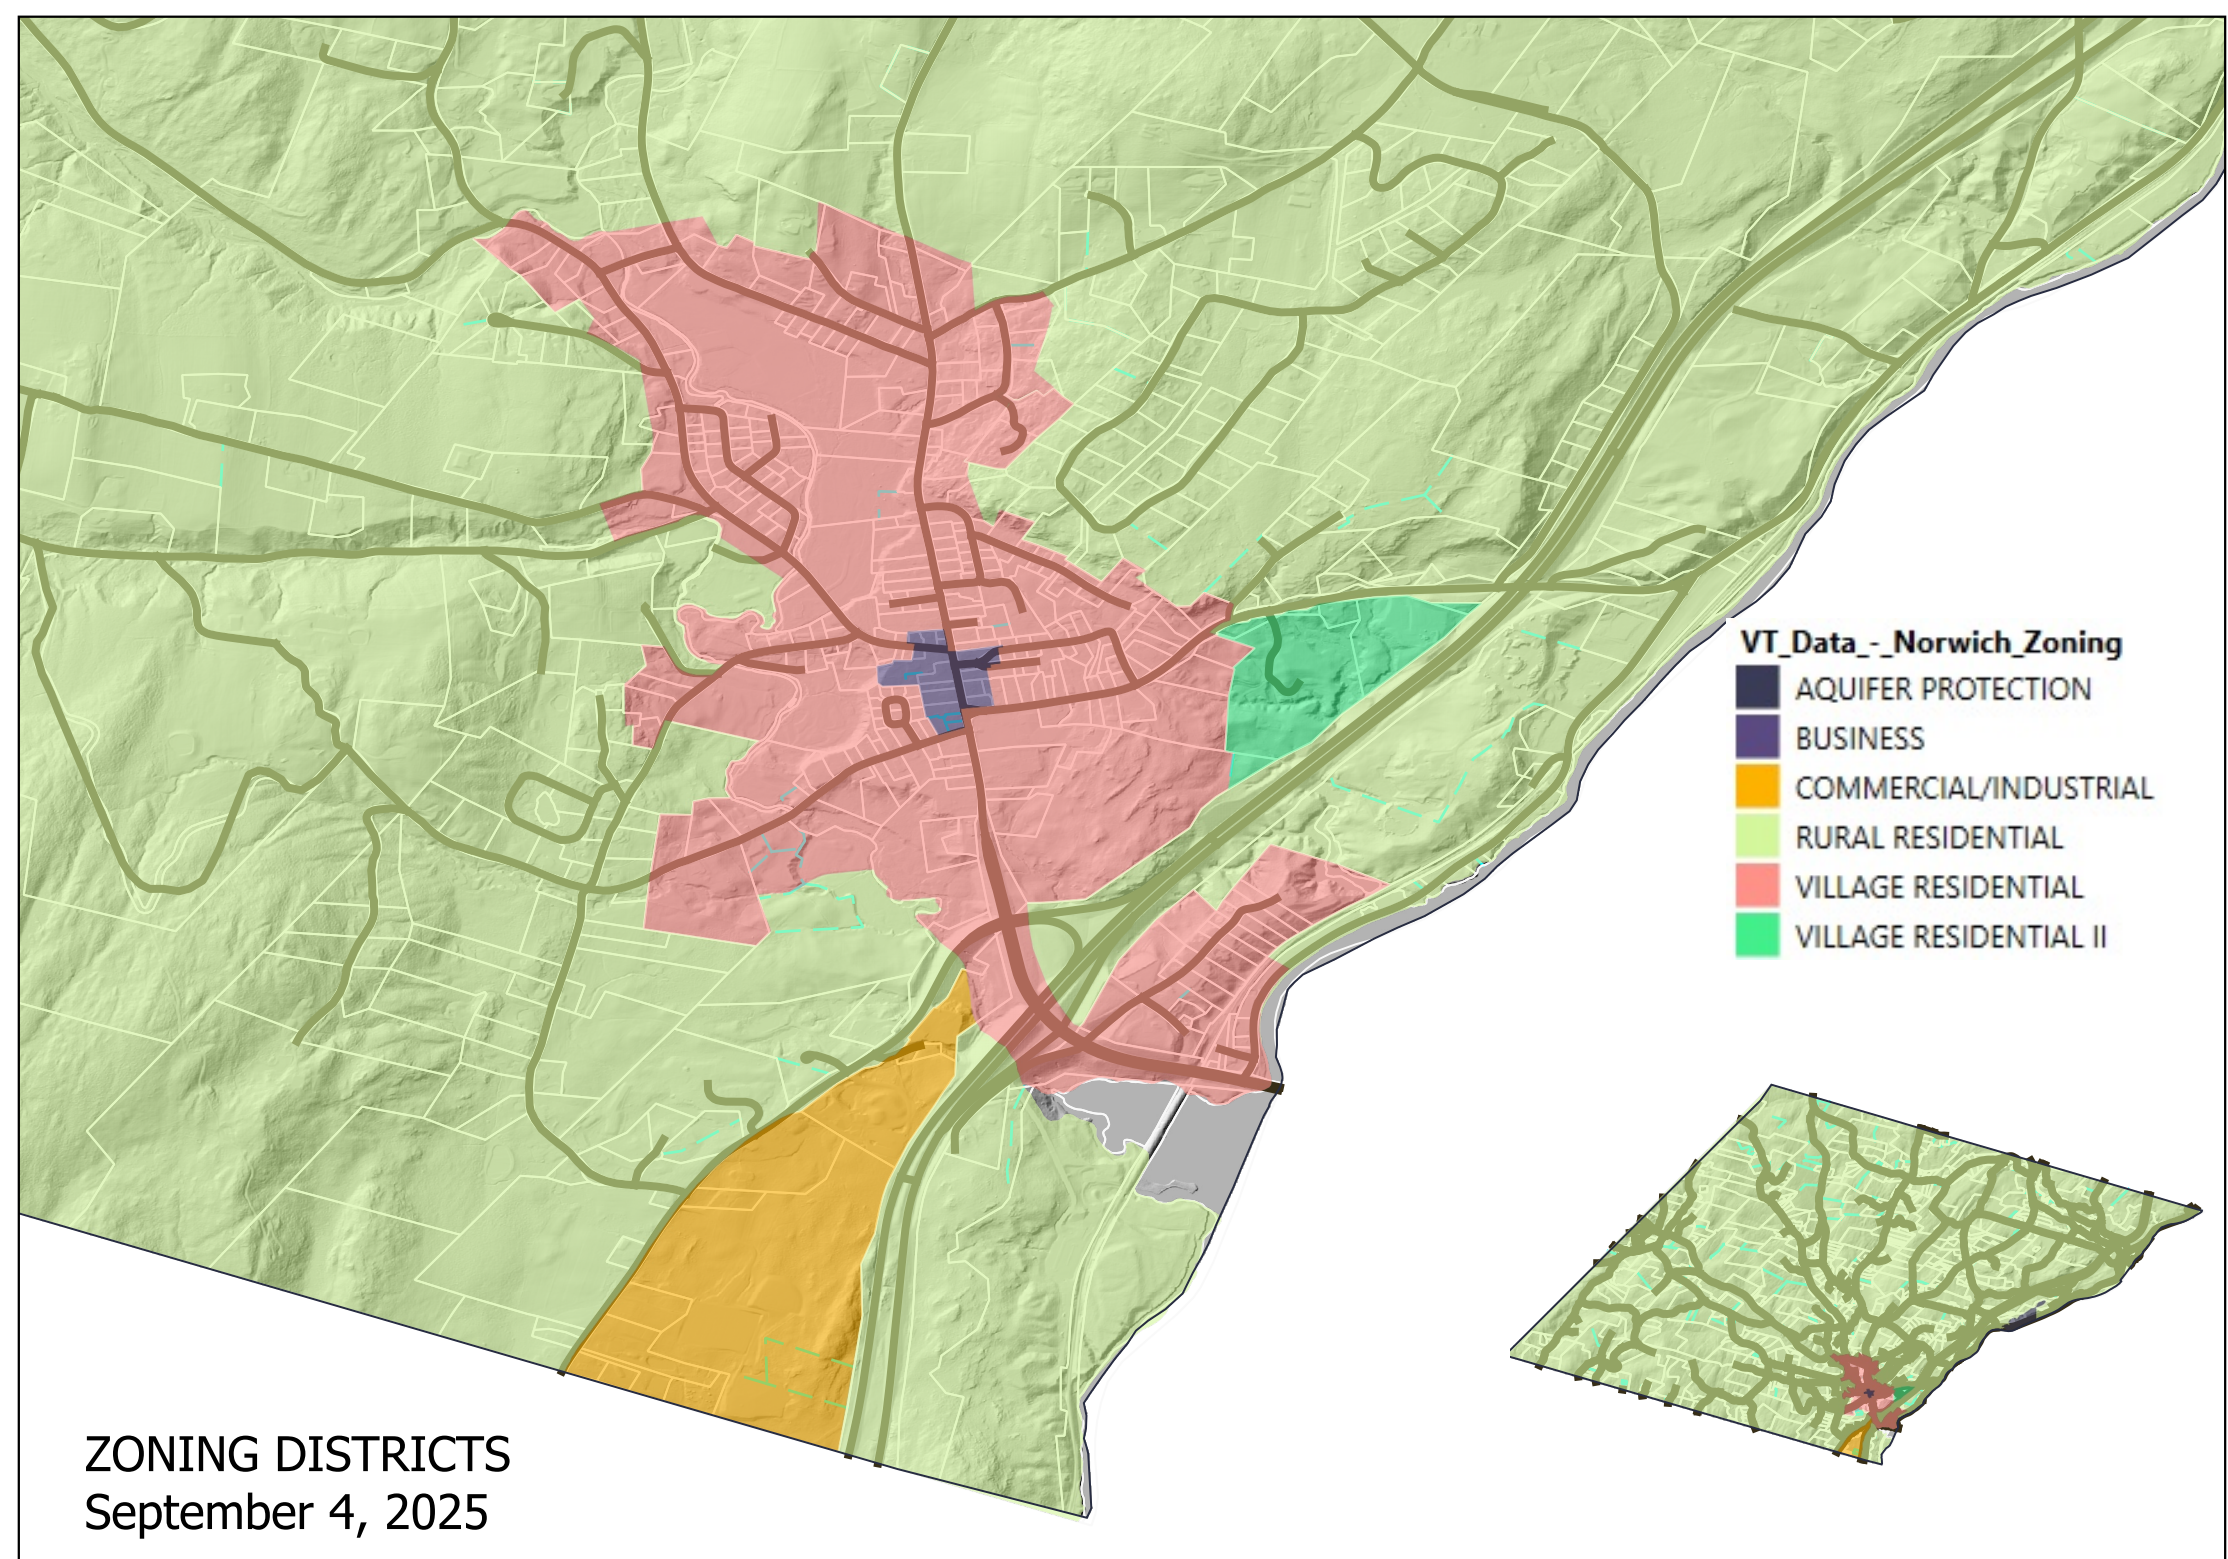 VT_Data_-_Norwich_Zoning
AQUIFER PROTECTION
BUSINESS
COMMERCIAL/INDUSTRIAL
RURAL RESIDENTIAL
VILLAGE RESIDENTIAL
VILLAGE RESIDENTIAL II
ZONING DISTRICTS
September 4, 2025